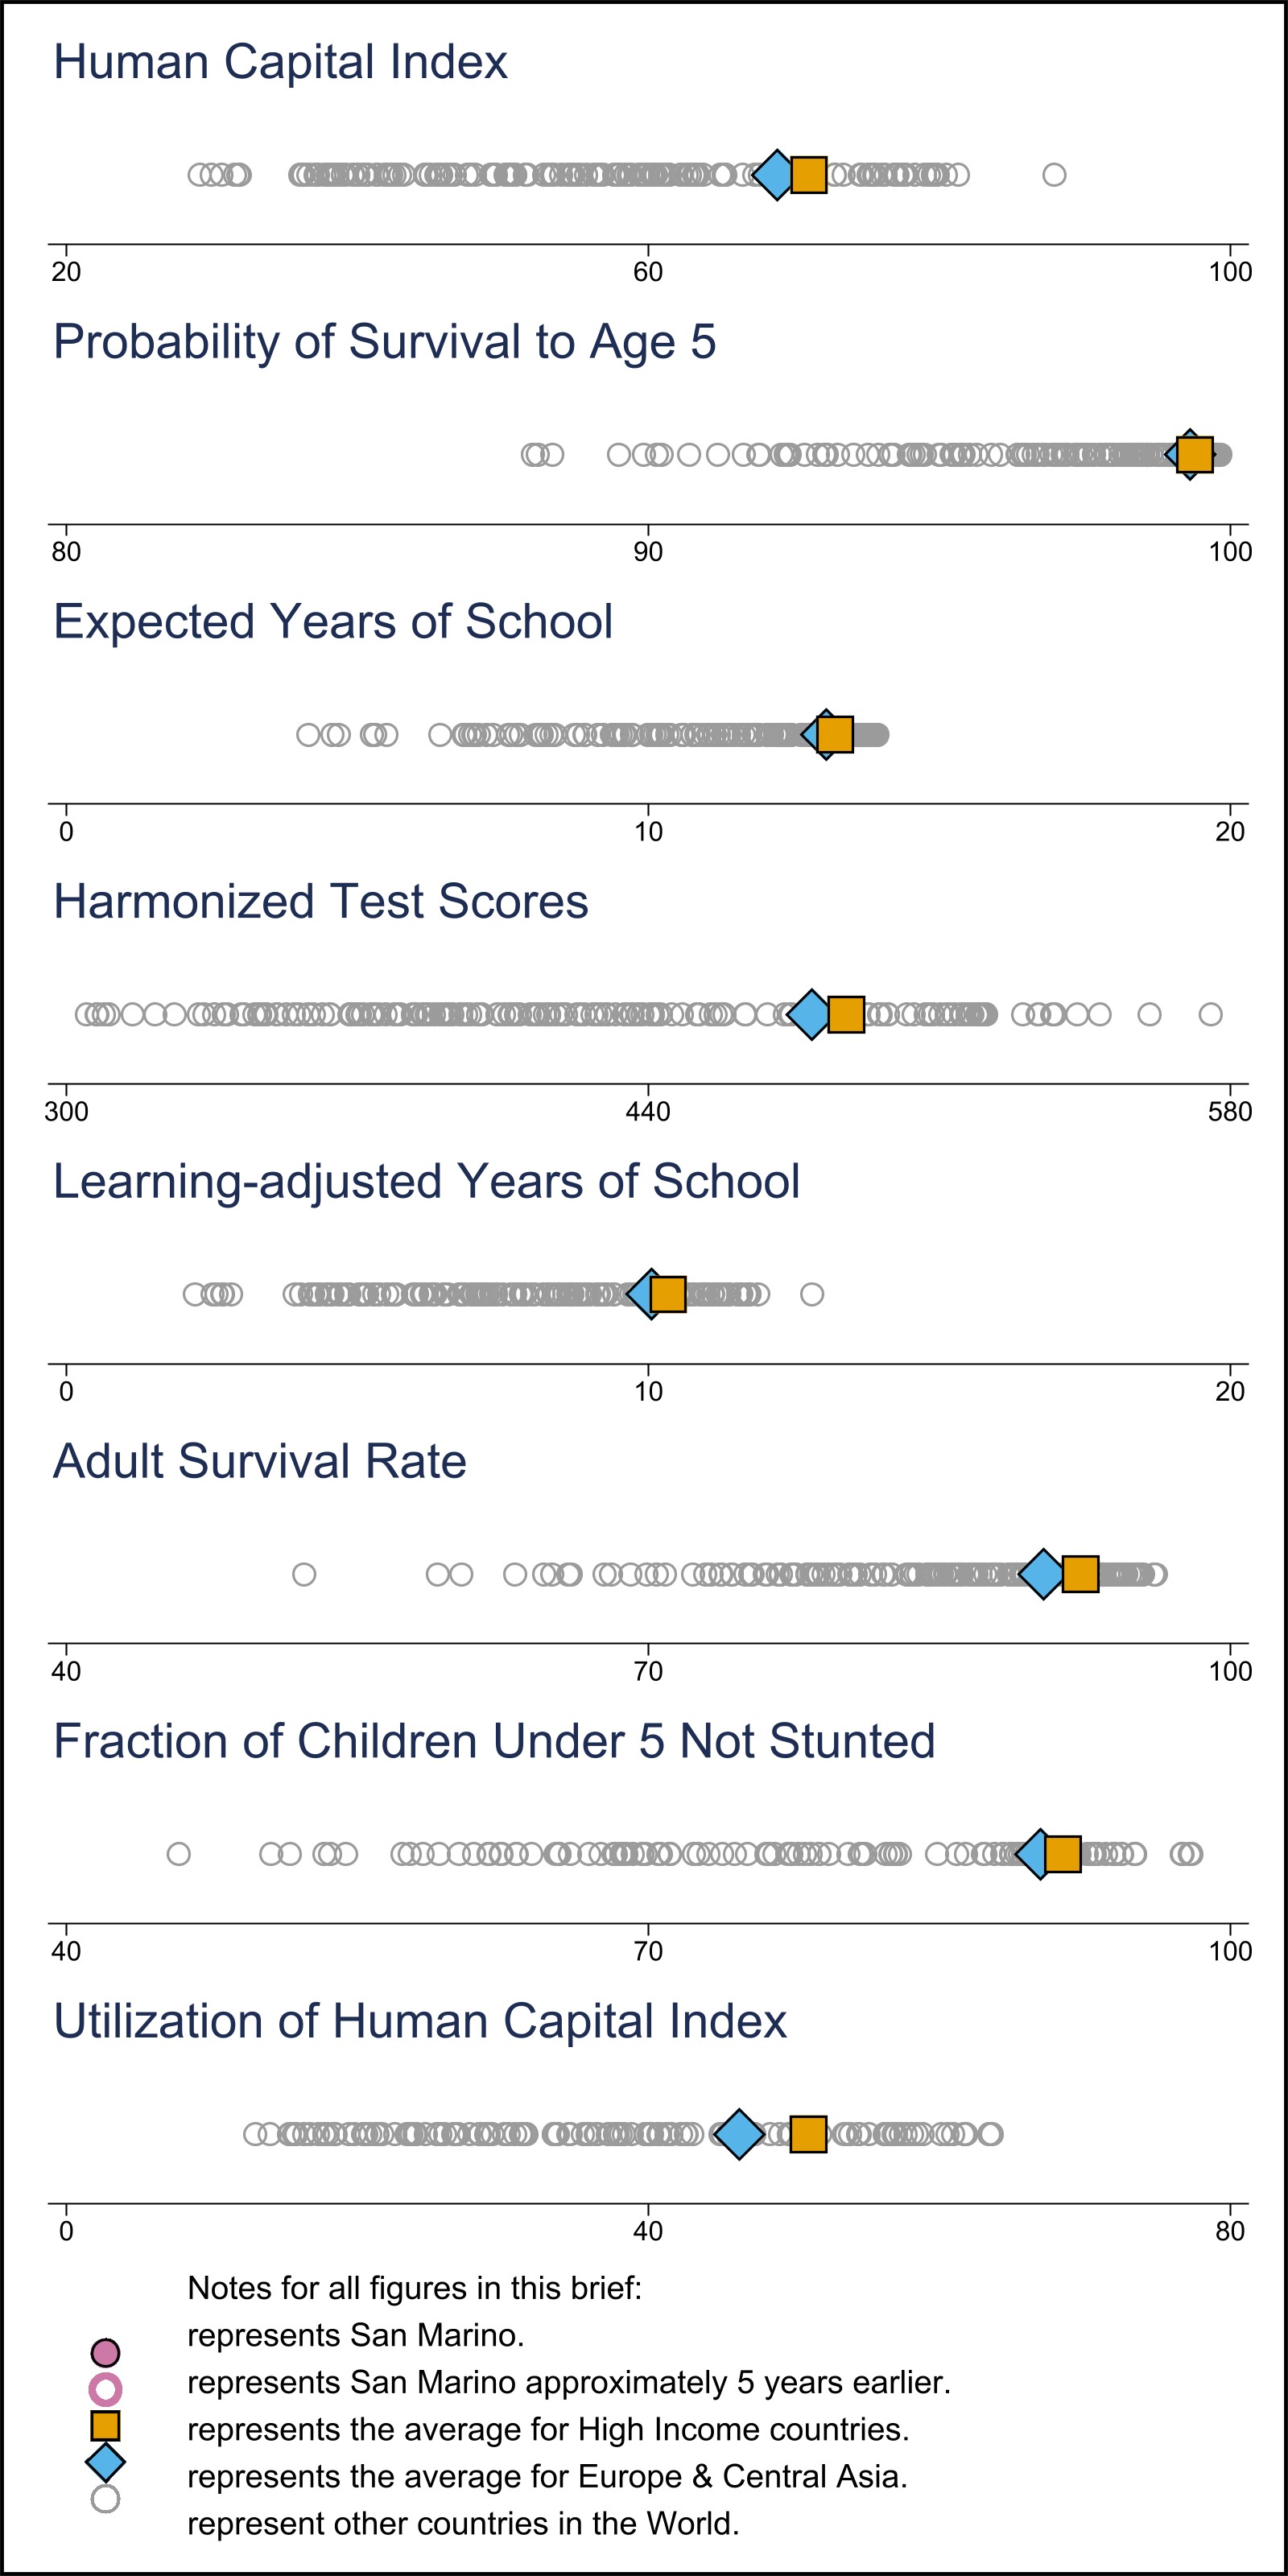 Human Capital Index
20 60 100
Probability of Survival to Age 5
80 90 100
Expected Years of School
0 10 20
Harmonized Test Scores
300 440 580
Learning-adjusted Years of School
0 10 20
Adult Survival Rate
40 70 100
Fraction of Children Under 5 Not Stunted
40 70 100
Utilization of Human Capital Index
0 40 80
Notes for all figures in this brief:
represents San Marino.
represents San Marino approximately 5 years earlier.
represents the average for High Income countries.
represents the average for Europe & Central Asia.
represent other countries in the World.